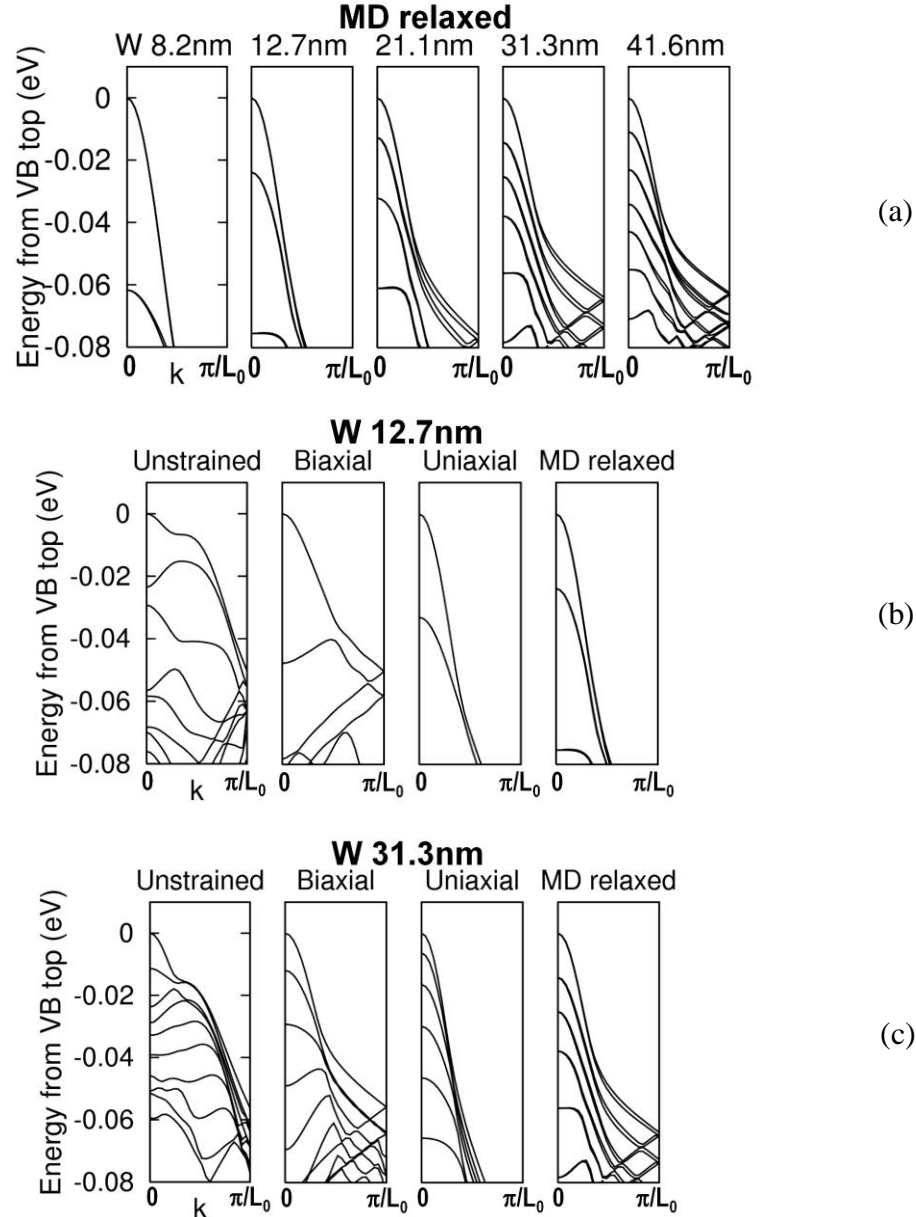 MD relaxed
W 8.2nm 12.7nm 21.1nm 31.3nm 41.6nm
Energy from VB top (eV)
0
-0.02
-0.04
-0.06
-0.08
0 k π/L₀ 0 π/L₀ 0 π/L₀ 0 π/L₀ 0 π/L₀
(a)
W 12.7nm
Unstrained Biaxial Uniaxial MD relaxed
Energy from VB top (eV)
0
-0.02
-0.04
-0.06
-0.08
0 k π/L₀ 0 π/L₀ 0 π/L₀ 0 π/L₀
(b)
W 31.3nm
Unstrained Biaxial Uniaxial MD relaxed
Energy from VB top (eV)
0
-0.02
-0.04
-0.06
-0.08
0 k π/L₀ 0 π/L₀ 0 π/L₀ 0 π/L₀
(c)